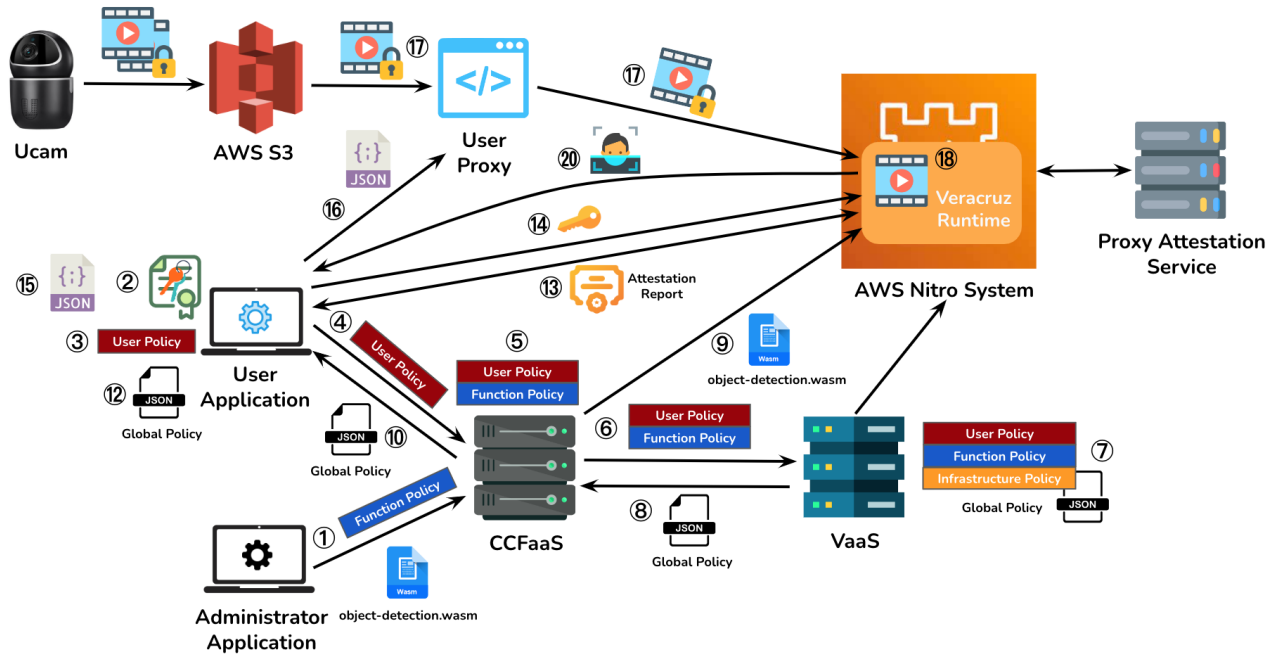 ⑰
⑰
</>
Ucam
AWS S3
User
Proxy
{;}
JSON
⑳
⑱
Veracruz
Runtime
⑯
⑭
Proxy Attestation
Service
⑮
{;}
JSON
②
⑬
Attestation
Report
AWS Nitro System
③
User Policy
④
User Policy
⑤
User Policy
Function Policy
⑨
Wasm
object-detection.wasm
User
Application
⑫
JSON
Global Policy
⑩
JSON
Global Policy
⑥
User Policy
Function Policy
User Policy
Function Policy
Infrastructure Policy
⑦
Global Policy
JSON
Function Policy
①
⑧
JSON
Global Policy
CCFaaS
VaaS
Wasm
object-detection.wasm
Administrator
Application